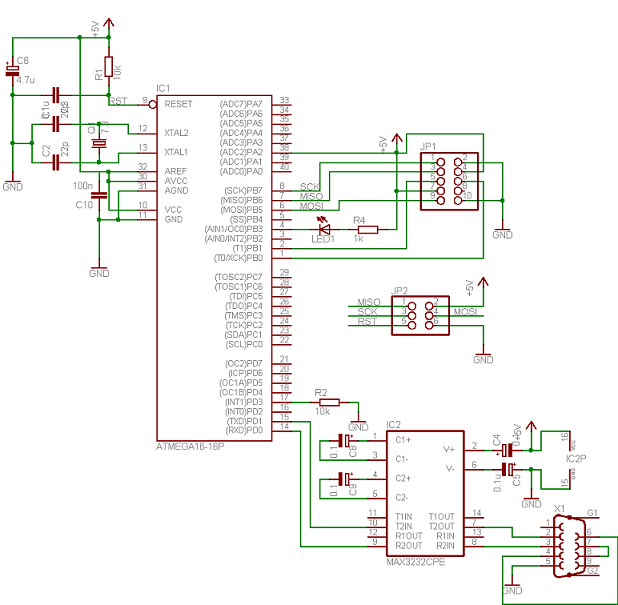 +5V
C6
4.7u
R1
10k
RST
C1
22p
C2
22p
GND
100n
C10
GND
IC1
9 RESET
12 XTAL2
13 XTAL1
32 AREF
30 AVCC
31 AGND
10 VCC
11 GND
(ADC7)PA7 33
(ADC6)PA6 34
(ADC5)PA5 35
(ADC4)PA4 36
(ADC3)PA3 37
(ADC2)PA2 38
(ADC1)PA1 39
(ADC0)PA0 40
(SCK)PB7 8 SCK
(MISO)PB6 7 MISO
(MOSI)PB5 6 MOSI
(SS)PB4 5
(AIN1/OC0)PB3 4
(AIN0/INT2)PB2 3
(T1)PB1 2
(T0/XCK)PB0 1
(TOSC2)PC7 29
(TOSC1)PC6 28
(TDI)PC5 27
(TDO)PC4 26
(TMS)PC3 25
(TCK)PC2 24
(SDA)PC1 23
(SCL)PC0 22
(OC2)PD7 21
(ICP)PD6 20
(OC1A)PD5 19
(OC1B)PD4 18
(INT1)PD3 17
(INT0)PD2 16
(TXD)PD1 15
(RXD)PD0 14
ATMEGA16-16P
LED1
R4
1k
+5V
JP1
1 2
3 4
5 6
7 8
9 10
GND
JP2
+5V
MISO 1 2
SCK 3 4 MOSI
RST 5 6
GND
R2
10k
GND
IC2
1 C1+
3 C1-
4 C2+
5 C2-
11 T1IN
10 T2IN
12 R1OUT
9 R2OUT
V+ 2
V- 6
T1OUT 14
T2OUT 7
R1IN 13
R2IN 8
MAX3232CPE
0.1
C8
0.1
C9
C4
+5V
0.1u
C5
GND
16
VCC
IC2P
GND
15
X1
G1
1
2
3
4
5
6
7
8
9
G2
GND